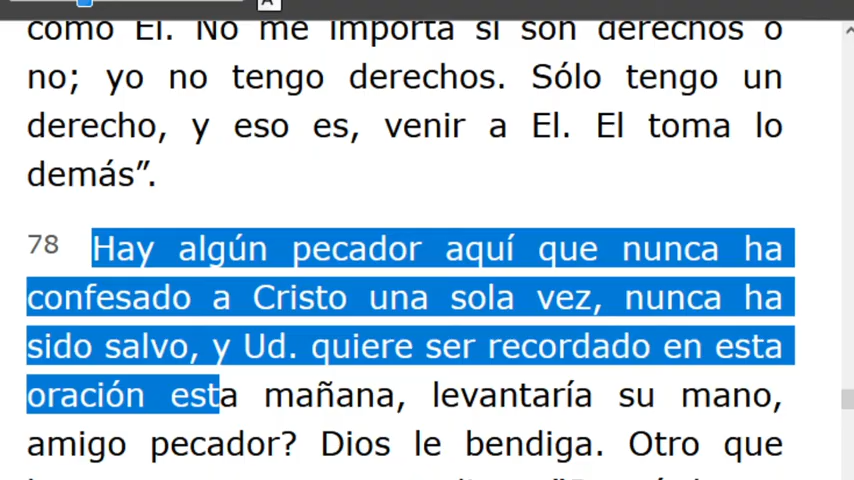 como El. No me importa si son derechos o
no; yo no tengo derechos. Sólo tengo un
derecho, y eso es, venir a El. El toma lo
demás”.
78 Hay algún pecador aquí que nunca ha
confesado a Cristo una sola vez, nunca ha
sido salvo, y Ud. quiere ser recordado en esta
oración esta mañana, levantaría su mano,
amigo pecador? Dios le bendiga. Otro que